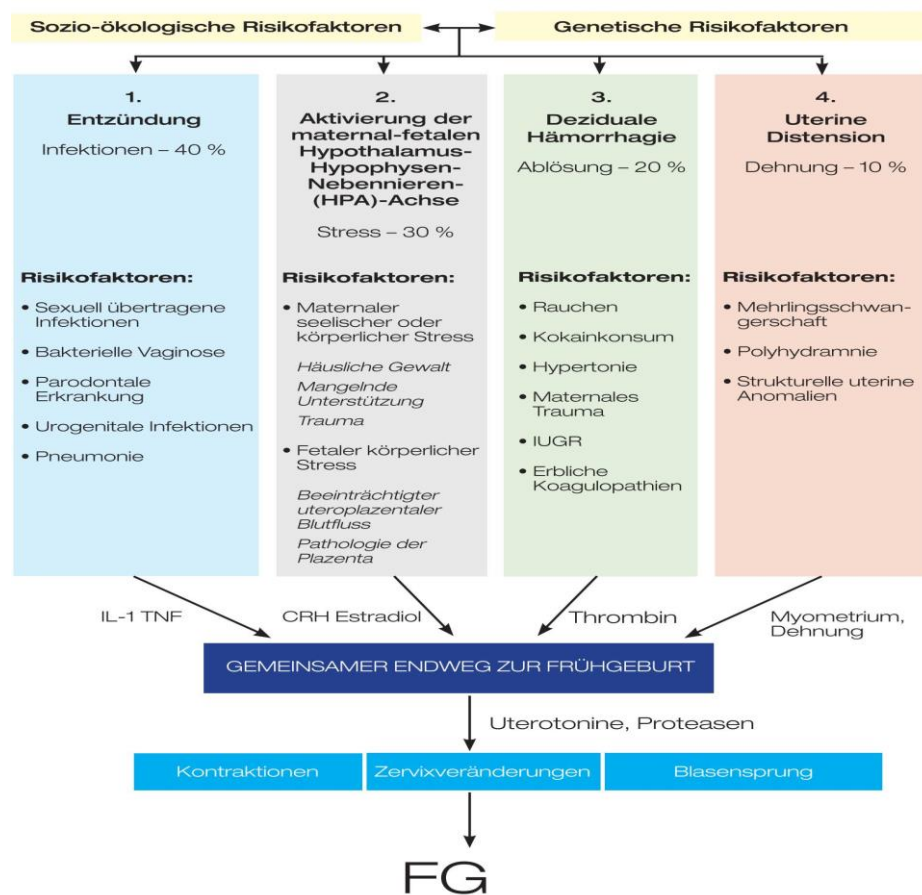 Sozio-ökologische Risikofaktoren
Genetische Risikofaktoren
1.
Entzündung
Infektionen – 40 %
Risikofaktoren:
• Sexuell übertragene
Infektionen
• Bakterielle Vaginose
• Parodontale
Erkrankung
• Urogenitale Infektionen
• Pneumonie
2.
Aktivierung der
maternal-fetalen
Hypothalamus-
Hypophysen-
Nebennieren-
(HPA)-Achse
Stress – 30 %
Risikofaktoren:
• Maternaler
seelischer oder
körperlicher Stress
Häusliche Gewalt
Mangelnde
Unterstützung
Trauma
• Fetaler körperlicher
Stress
Beeinträchtigter
uteroplazentaler
Blutfluss
Pathologie der
Plazenta
3.
Deziduale
Hämorrhagie
Ablösung – 20 %
Risikofaktoren:
• Rauchen
• Kokainkonsum
• Hypertonie
• Maternales
Trauma
• IUGR
• Erbliche
Koagulopathien
4.
Uterine
Distension
Dehnung – 10 %
Risikofaktoren:
• Mehrlingsschwan-
gerschaft
• Polyhydramnie
• Strukturelle uterine
Anomalien
IL-1 TNF
CRH Estradiol
Thrombin
Myometrium,
Dehnung
GEMEINSAMER ENDWEG ZUR FRÜHGEBURT
Uterotonine, Proteasen
Kontraktionen
Zervixveränderungen
Blasensprung
FG